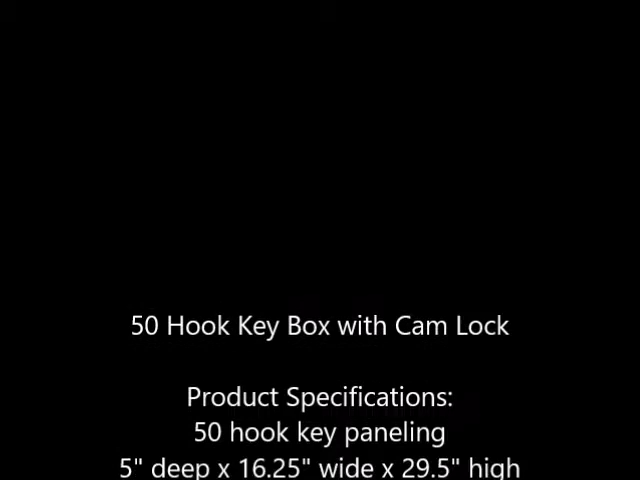 50 Hook Key Box with Cam Lock
Product Specifications:
50 hook key paneling
5" deep x 16.25" wide x 29.5" high